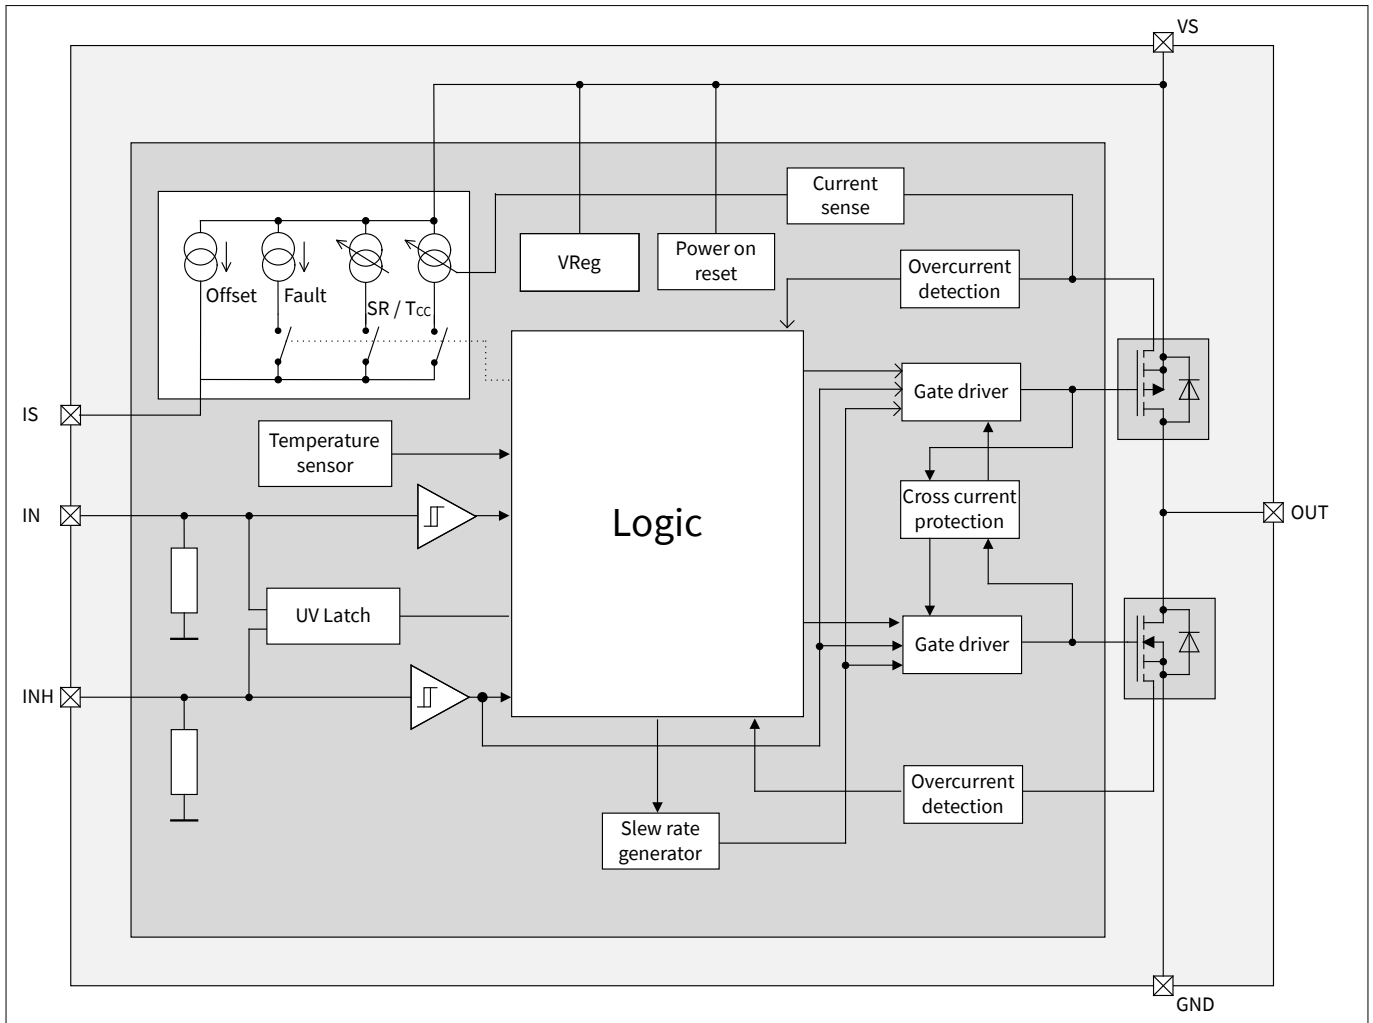 VS
Current
sense
VReg
Power on
reset
Overcurrent
detection
Offset
Fault
SR / TCC
IS
Gate driver
Temperature
sensor
IN
Logic
Cross current
protection
OUT
UV Latch
Gate driver
INH
Overcurrent
detection
Slew rate
generator
GND